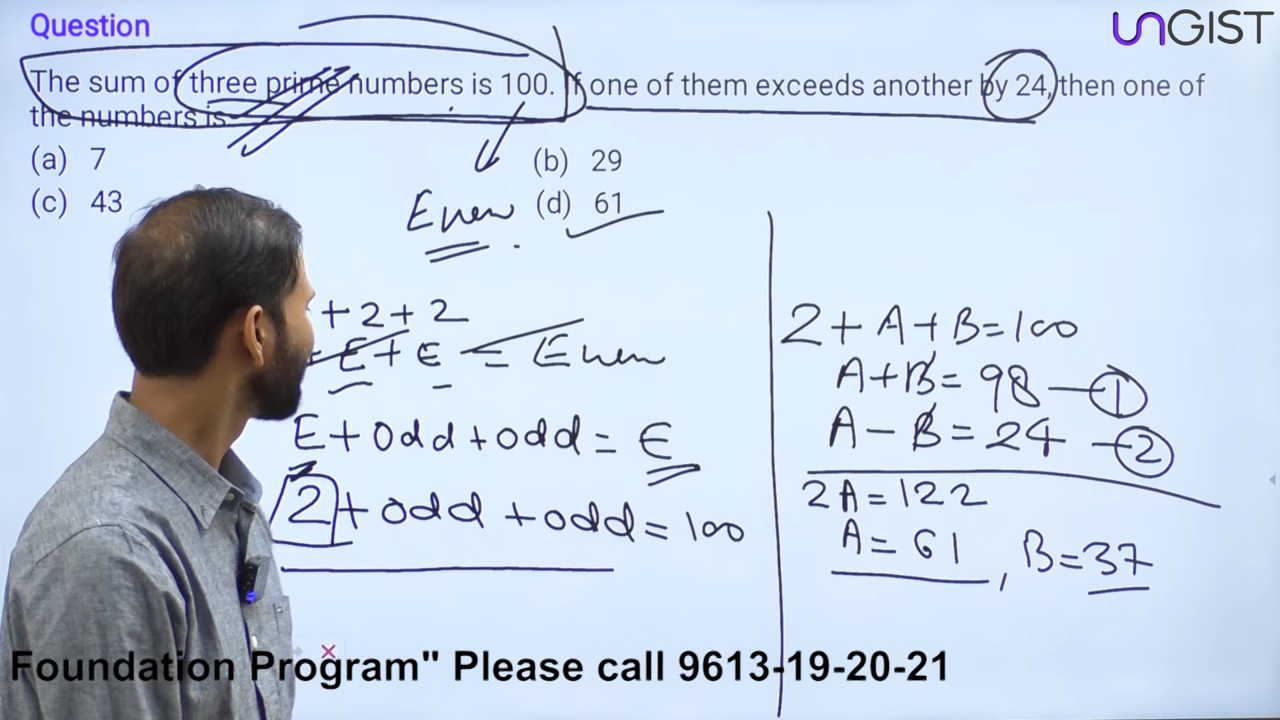 Question
UNGIST
The sum of three prime numbers is 100. If one of them exceeds another by 24, then one of
the numbers is
(a) 7
(b) 29
(c) 43
(d) 61
Even
+ 2 + 2
E + E = Even
E + odd + odd = E
2 + odd + odd = 100
2 + A + B = 100
A + B = 98 — 1
A - B = 24 — 2
2A = 122
A = 61, B = 37
Foundation Program" Please call 9613-19-20-21